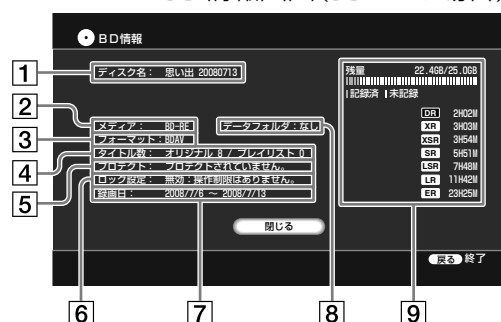 BD情報
1
ディスク名： 思い出 20080713
2
メディア： BD-RE
データフォルダ：なし
3
フォーマット：BDAV
4
タイトル数： オリジナル 8 / プレイリスト 0
5
プロテクト： プロテクトされていません。
ロック設定： 無効：操作制限はありません。
録画日： 2008/7/6 ～ 2008/7/13
残量 22.4GB/25.0GB
記録済 未記録
DR 2H02M
XR 3H03M
XSR 3H54M
SR 5H51M
LSR 7H48M
LR 11H42M
ER 23H25M
閉じる
戻る 終了
6 7 8 9